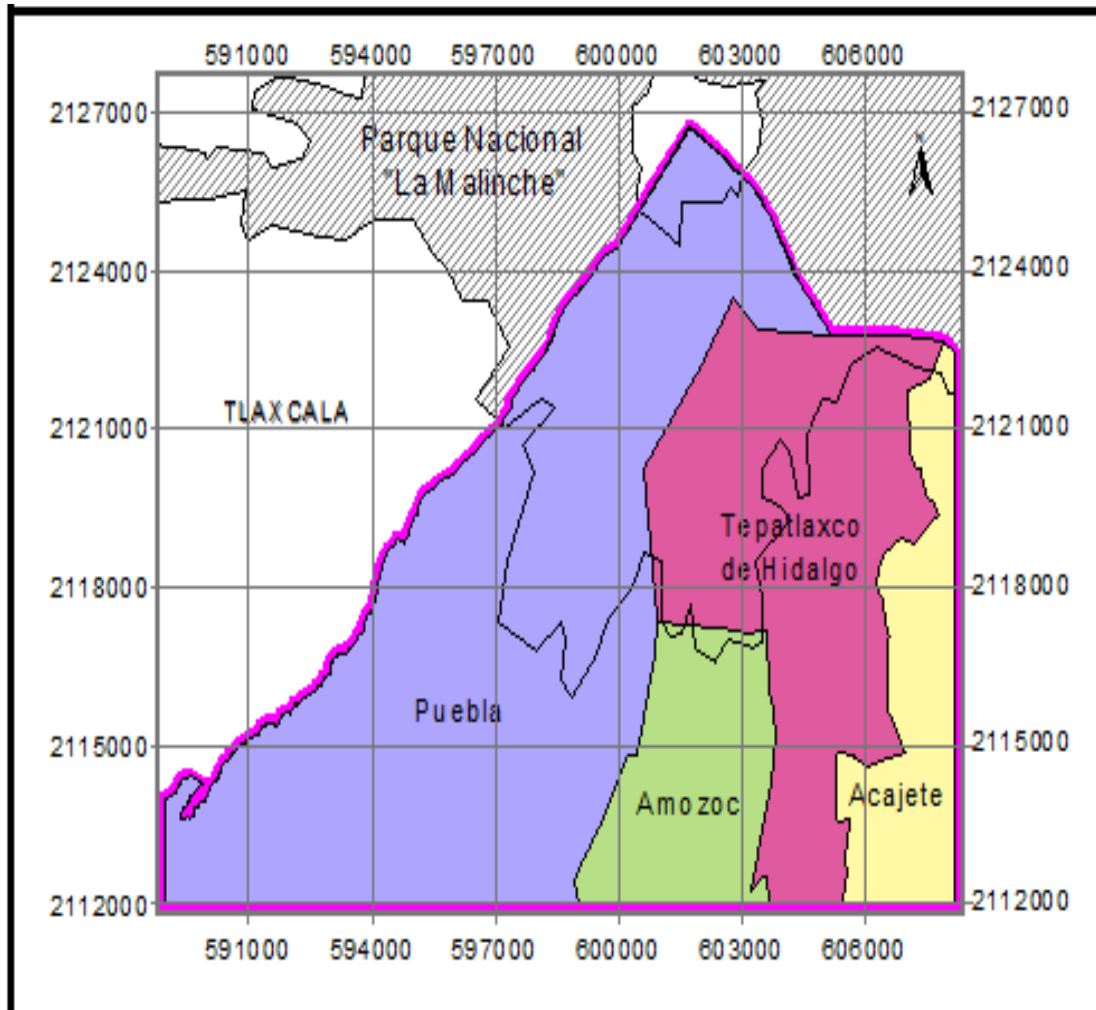 591000 594000 597000 600000 603000 606000
2127000 2127000
Parque Nacional
"La Malinche"
2124000 2124000
TLAXCALA
2121000 2121000
Tepatlaxco
de Hidalgo
2118000 2118000
Puebla
2115000 2115000
Amozoc Acajete
2112000 2112000
591000 594000 597000 600000 603000 606000